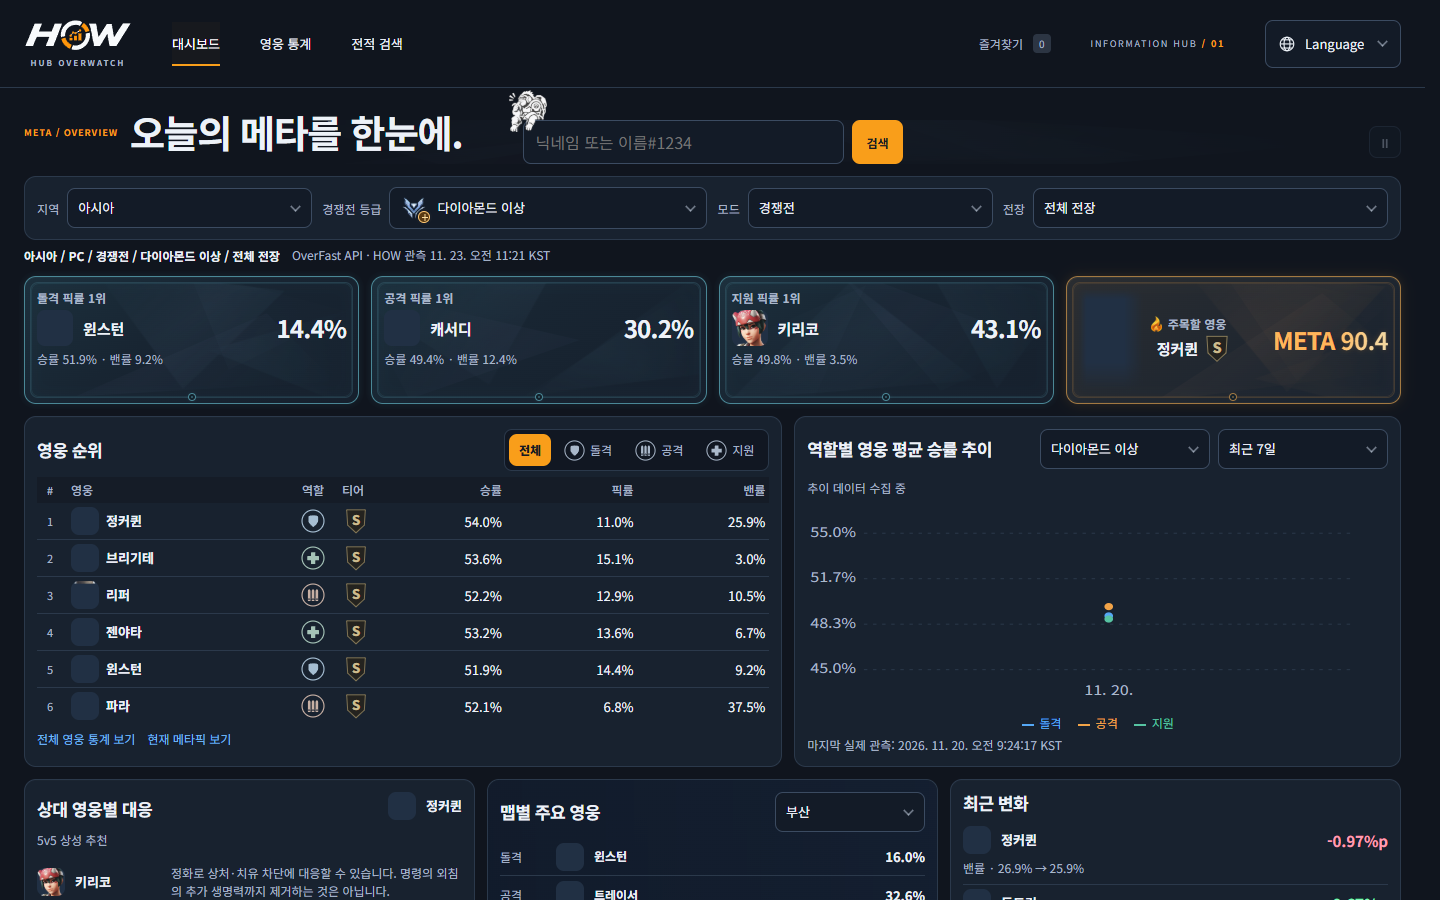 HOW
HUB OVERWATCH
대시보드
영웅 통계
전적 검색
즐겨찾기 0
INFORMATION HUB / 01
Language
META / OVERVIEW
오늘의 메타를 한눈에.
닉네임 또는 이름#1234
검색
지역 아시아
경쟁전 등급 다이아몬드 이상
모드 경쟁전
전장 전체 전장
아시아 / PC / 경쟁전 / 다이아몬드 이상 / 전체 전장 OverFast API · HOW 관측 11. 23. 오전 11:21 KST
돌격 픽률 1위
윈스턴 14.4%
승률 51.9% · 밴률 9.2%
공격 픽률 1위
캐서디 30.2%
승률 49.4% · 밴률 12.4%
지원 픽률 1위
키리코 43.1%
승률 49.8% · 밴률 3.5%
주목할 영웅
정커퀸 S
META 90.4
영웅 순위
전체 돌격 공격 지원
# 영웅 역할 티어 승률 픽률 밴률
1 정커퀸 S 54.0% 11.0% 25.9%
2 브리기테 S 53.6% 15.1% 3.0%
3 리퍼 S 52.2% 12.9% 10.5%
4 젠야타 S 53.2% 13.6% 6.7%
5 윈스턴 S 51.9% 14.4% 9.2%
6 파라 S 52.1% 6.8% 37.5%
전체 영웅 통계 보기 현재 메타픽 보기
역할별 영웅 평균 승률 추이
다이아몬드 이상
최근 7일
추이 데이터 수집 중
55.0%
51.7%
48.3%
45.0%
11. 20.
돌격 공격 지원
마지막 실제 관측: 2026. 11. 20. 오전 9:24:17 KST
상대 영웅별 대응
정커퀸
5v5 상성 추천
키리코
정화로 상처·치유 차단에 대응할 수 있습니다. 명령의 외침
의 추가 생명력까지 제거하는 것은 아닙니다.
맵별 주요 영웅
부산
돌격 윈스턴 16.0%
공격 트레이서 32.6%
최근 변화
정커퀸 -0.97%p
밴률 · 26.9% → 25.9%